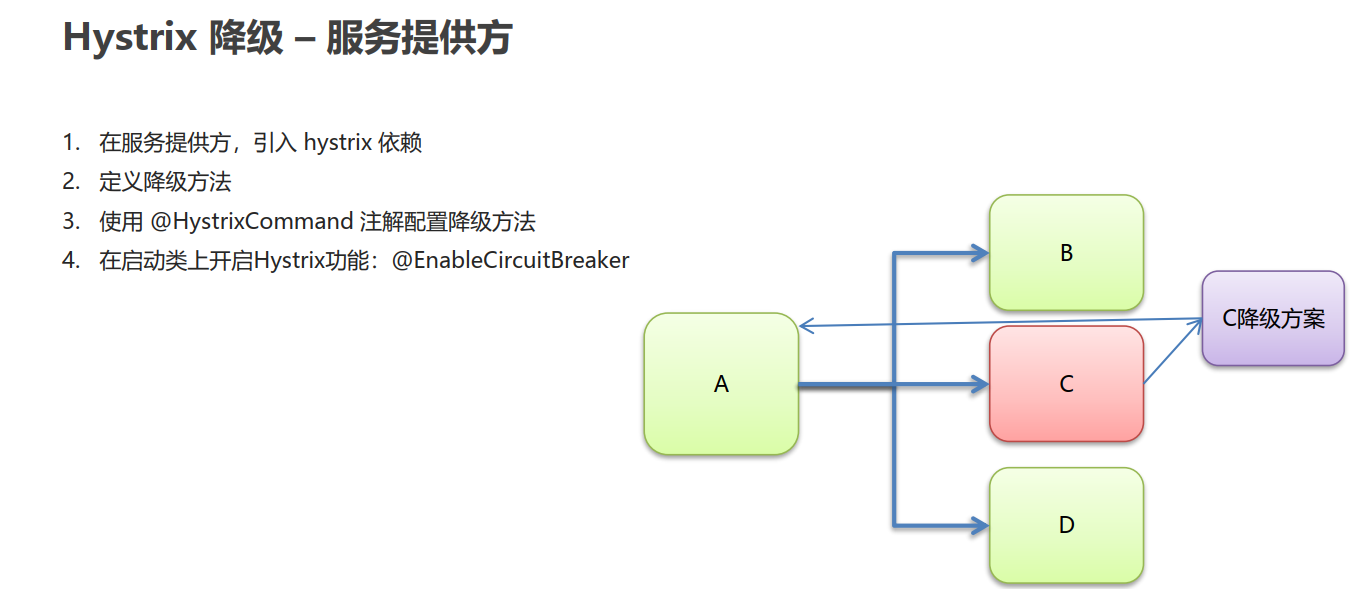 Hystrix 降级 – 服务提供方
1. 在服务提供方，引入 hystrix 依赖
2. 定义降级方法
3. 使用 @HystrixCommand 注解配置降级方法
4. 在启动类上开启Hystrix功能：@EnableCircuitBreaker
B
C降级方案
A
C
D